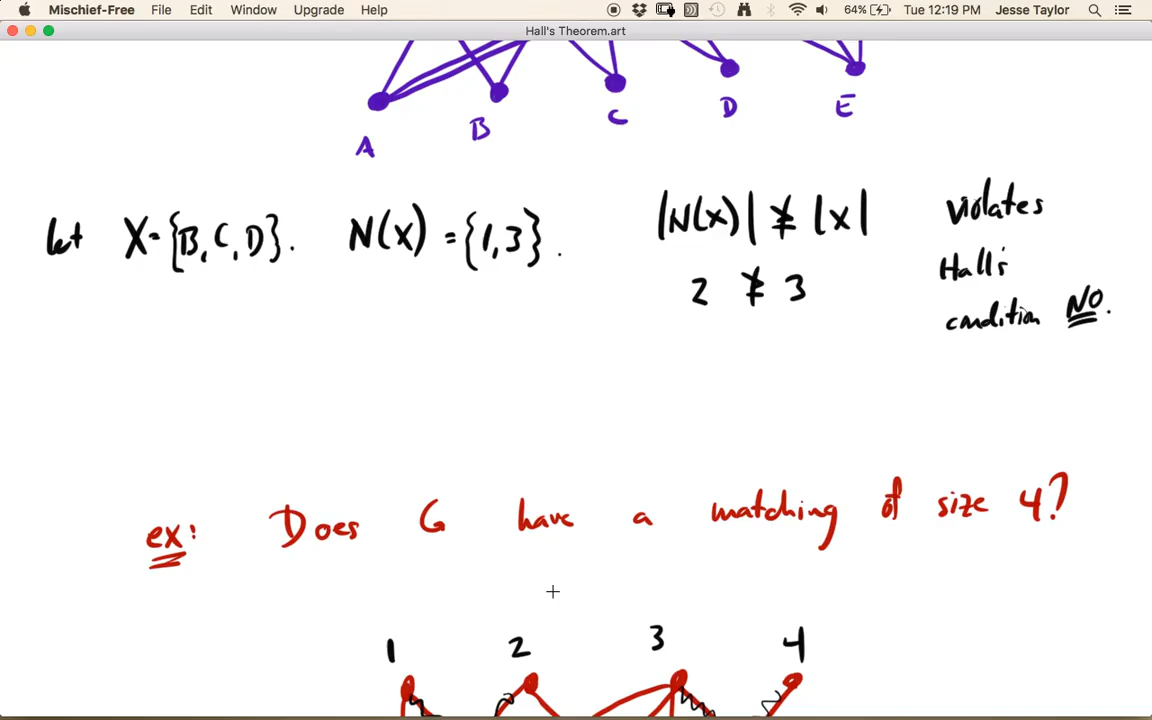 Mischief-Free File Edit Window Upgrade Help 64% Tue 12:19 PM Jesse Taylor
Hall's Theorem.art
A B C D E
let X={B,C,D}. N(X)={1,3}. |N(x)| ≱ |x| violates
Hall's
2 ≱ 3
condition NO.
ex: Does G have a matching of size 4?
1 2 3 4